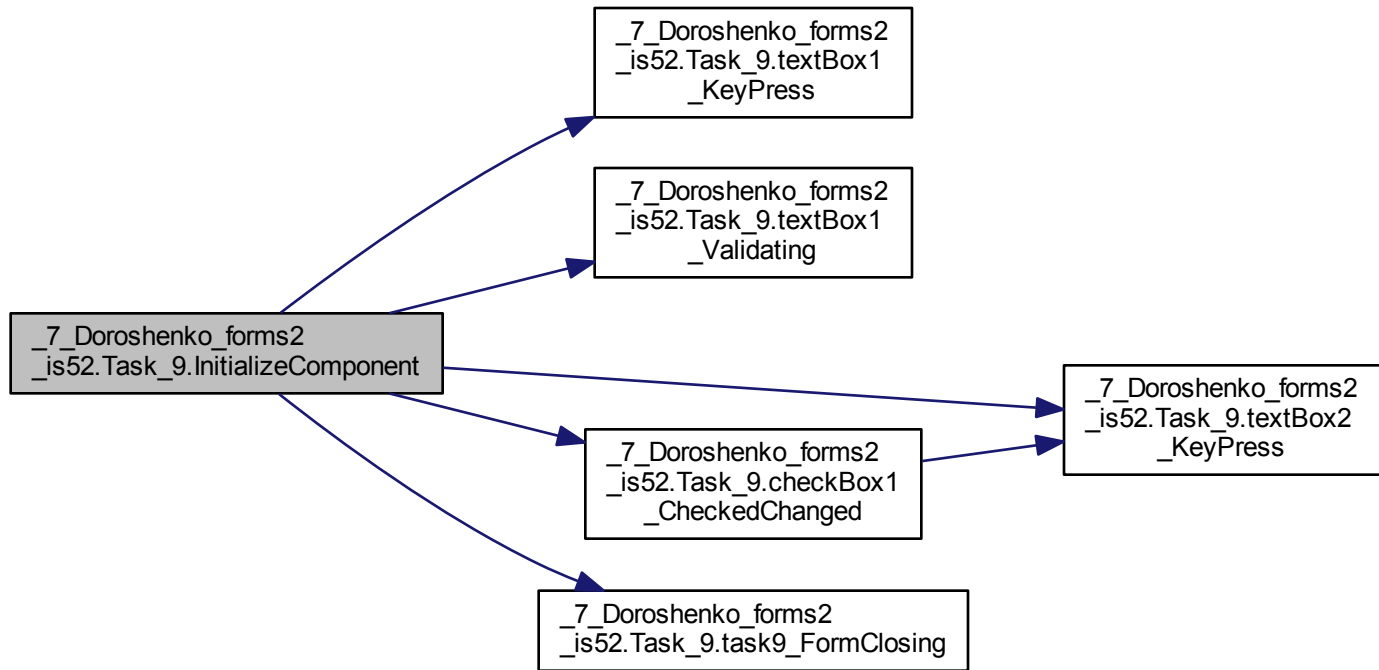 _7_Doroshenko_forms2
_is52.Task_9.textBox1
_KeyPress
_7_Doroshenko_forms2
_is52.Task_9.textBox1
_Validating
_7_Doroshenko_forms2
_is52.Task_9.InitializeComponent
_7_Doroshenko_forms2
_is52.Task_9.textBox2
_KeyPress
_7_Doroshenko_forms2
_is52.Task_9.checkBox1
_CheckedChanged
_7_Doroshenko_forms2
_is52.Task_9.task9_FormClosing